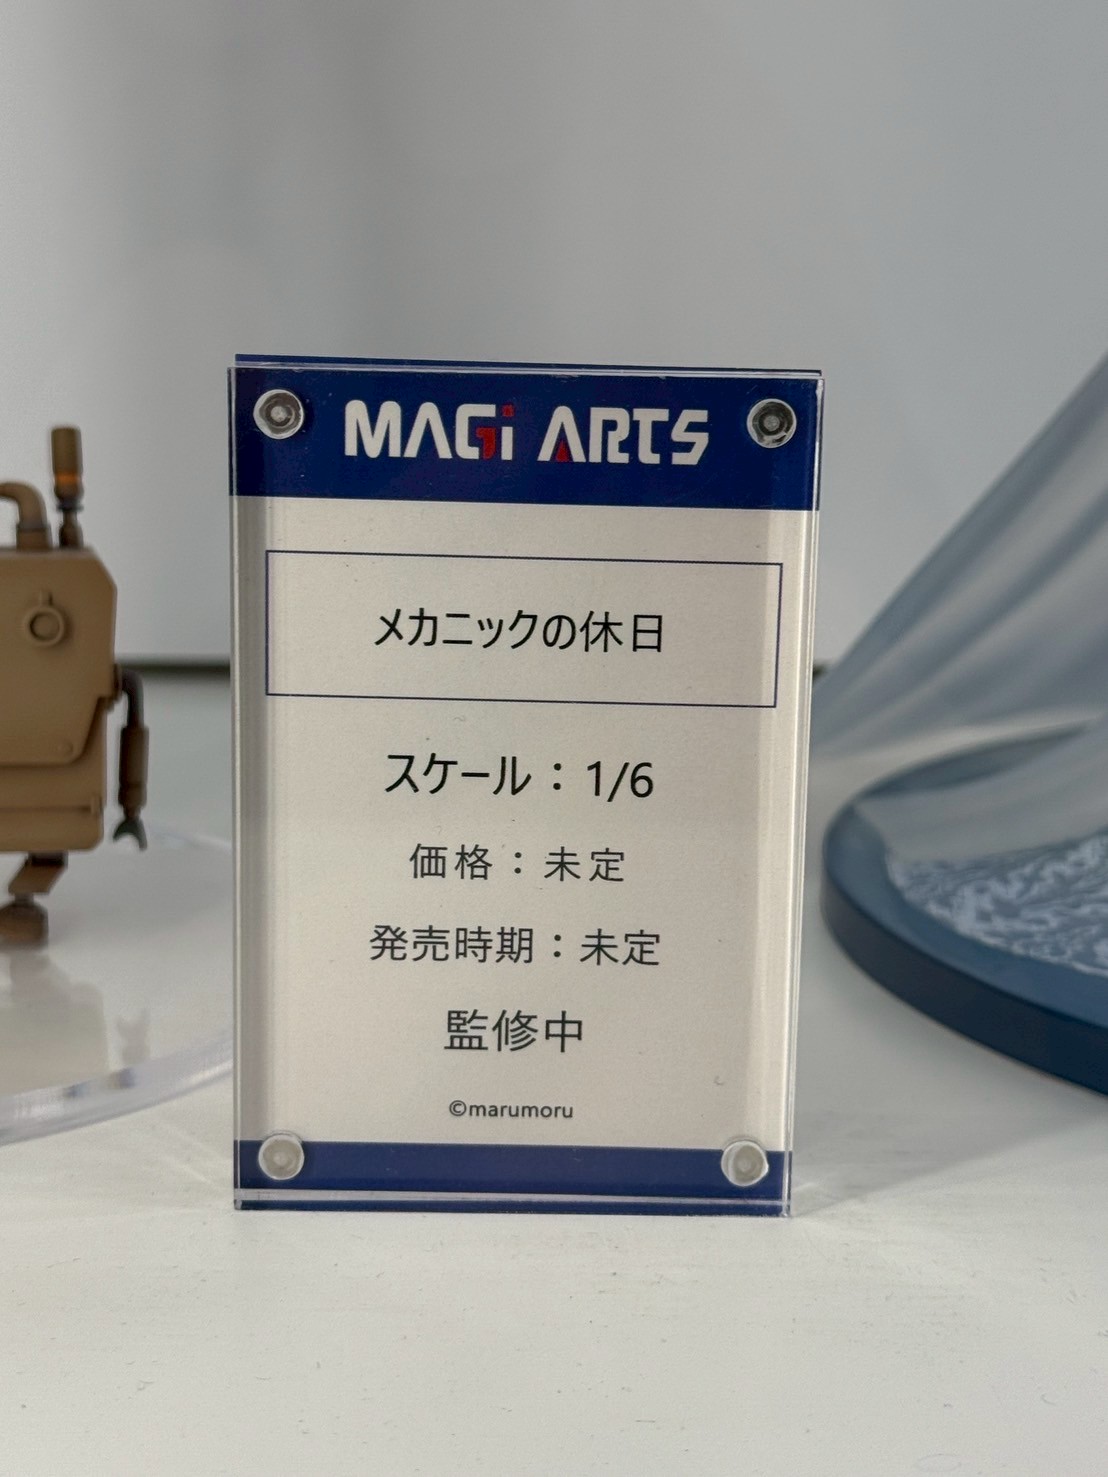 MAGi ARTS
メカニックの休日
スケール：1/6
価格：未定
発売時期：未定
監修中
©marumoru